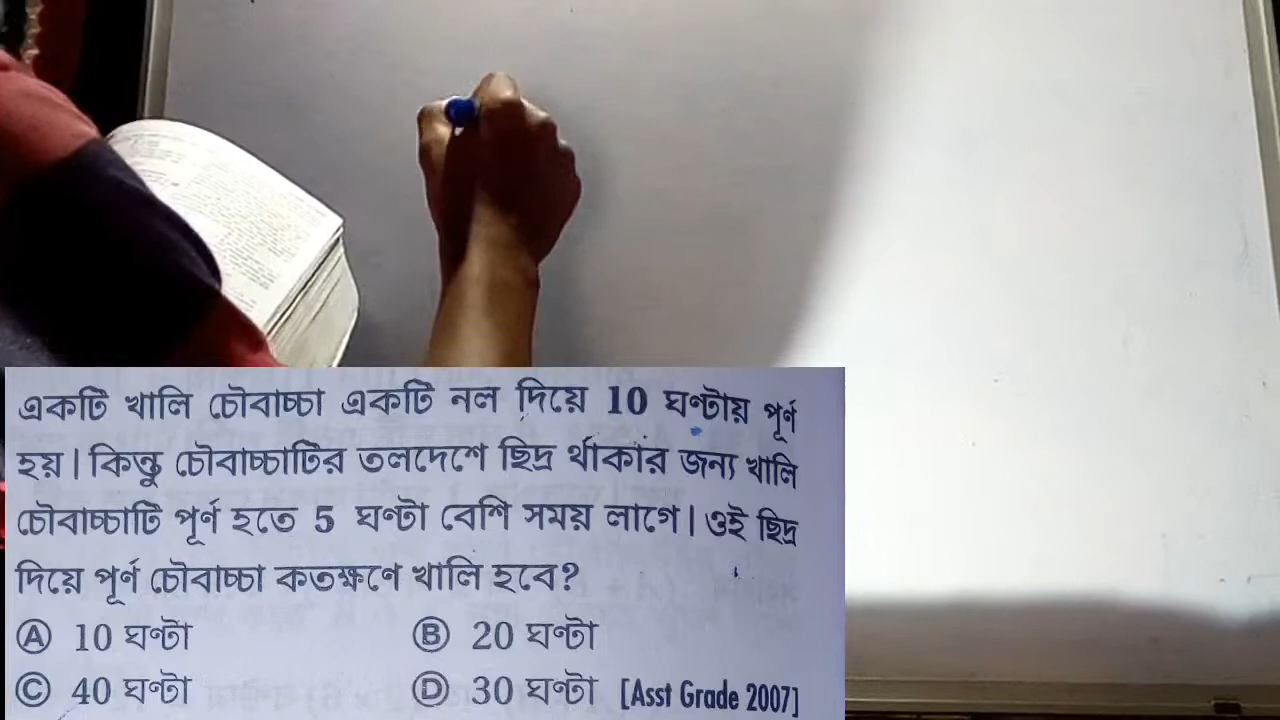 একটি খালি চৌবাচ্চা একটি নল দিয়ে 10 ঘণ্টায় পূর্ণ
হয়। কিন্তু চৌবাচ্চাটির তলদেশে ছিদ্র থাকার জন্য খালি
চৌবাচ্চাটি পূর্ণ হতে 5 ঘণ্টা বেশি সময় লাগে। ওই ছিদ্র
দিয়ে পূর্ণ চৌবাচ্চা কতক্ষণে খালি হবে?
Ⓐ 10 ঘণ্টা Ⓑ 20 ঘণ্টা
Ⓒ 40 ঘণ্টা Ⓓ 30 ঘণ্টা [Asst Grade 2007]